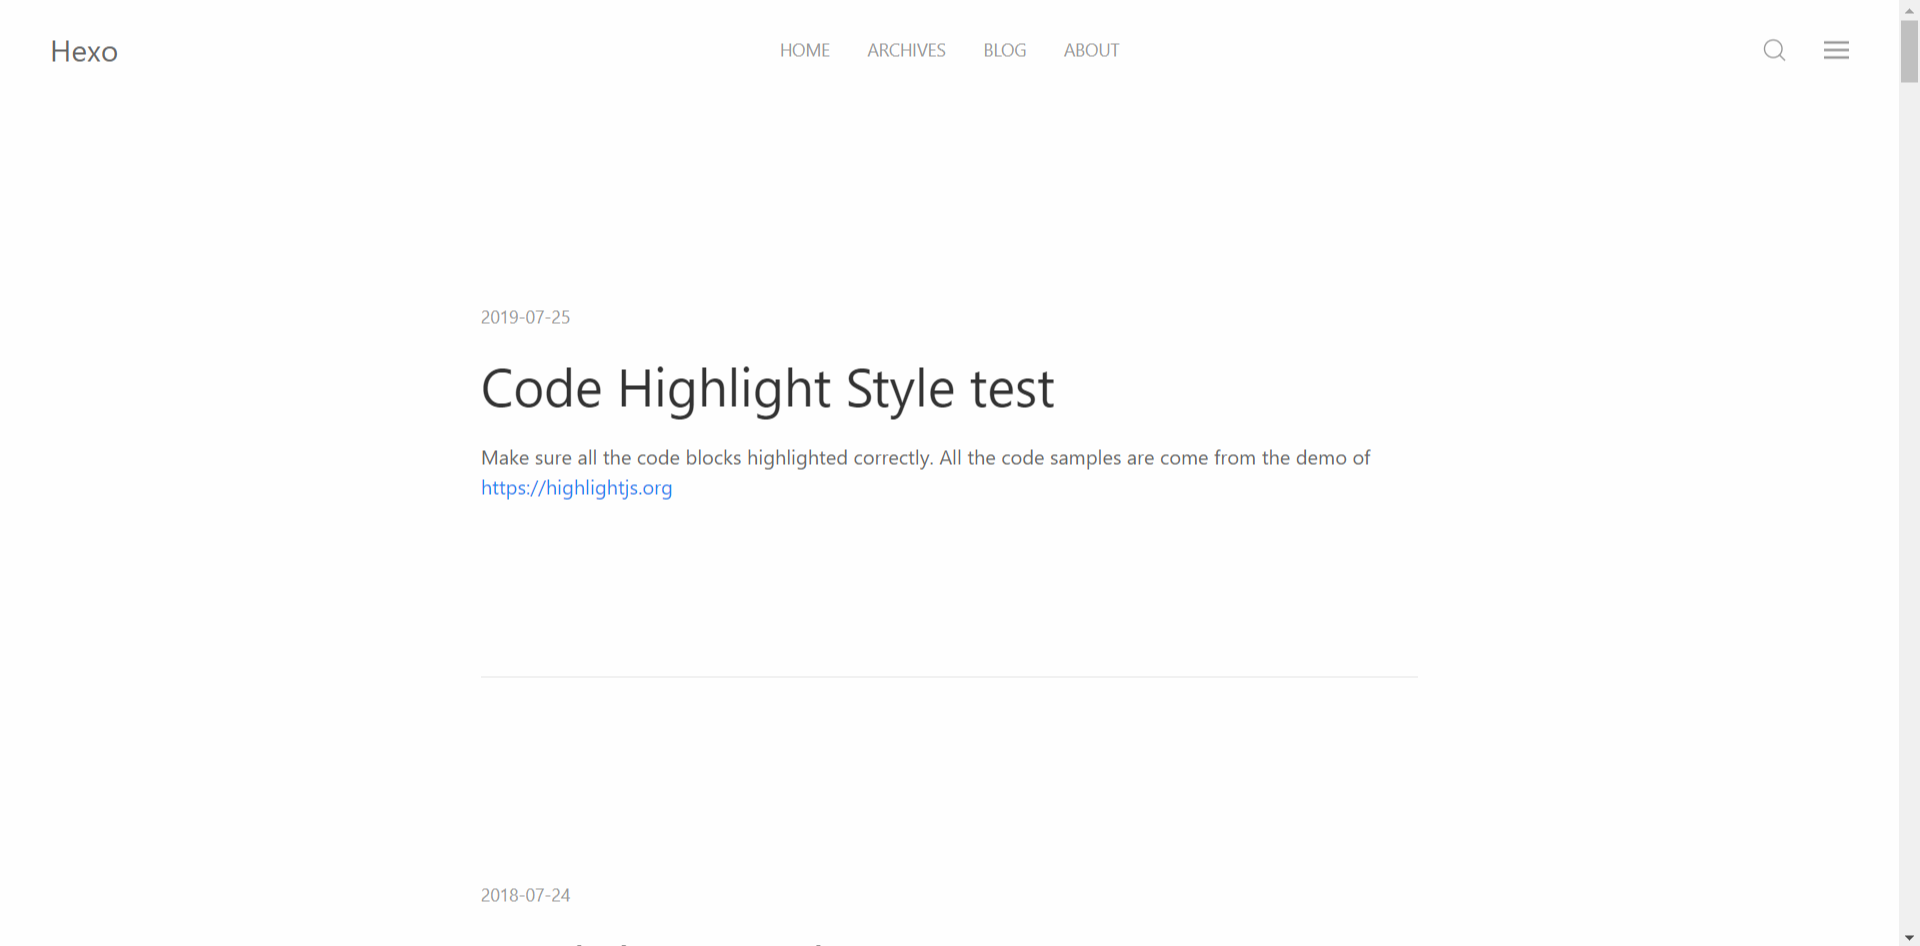 Hexo
HOME ARCHIVES BLOG ABOUT
2019-07-25
Code Highlight Style test
Make sure all the code blocks highlighted correctly. All the code samples are come from the demo of
https://highlightjs.org
2018-07-24